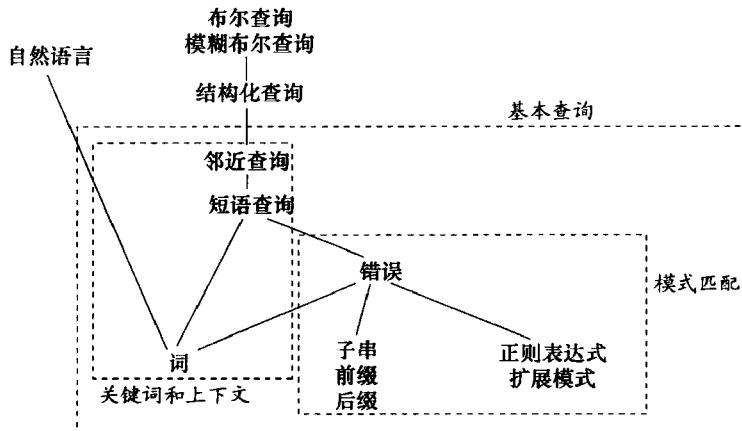 布尔查询
模糊布尔查询
自然语言
结构化查询
基本查询
邻近查询
短语查询
错误
模式匹配
词
子串
前缀
后缀
正则表达式
扩展模式
关键词和上下文